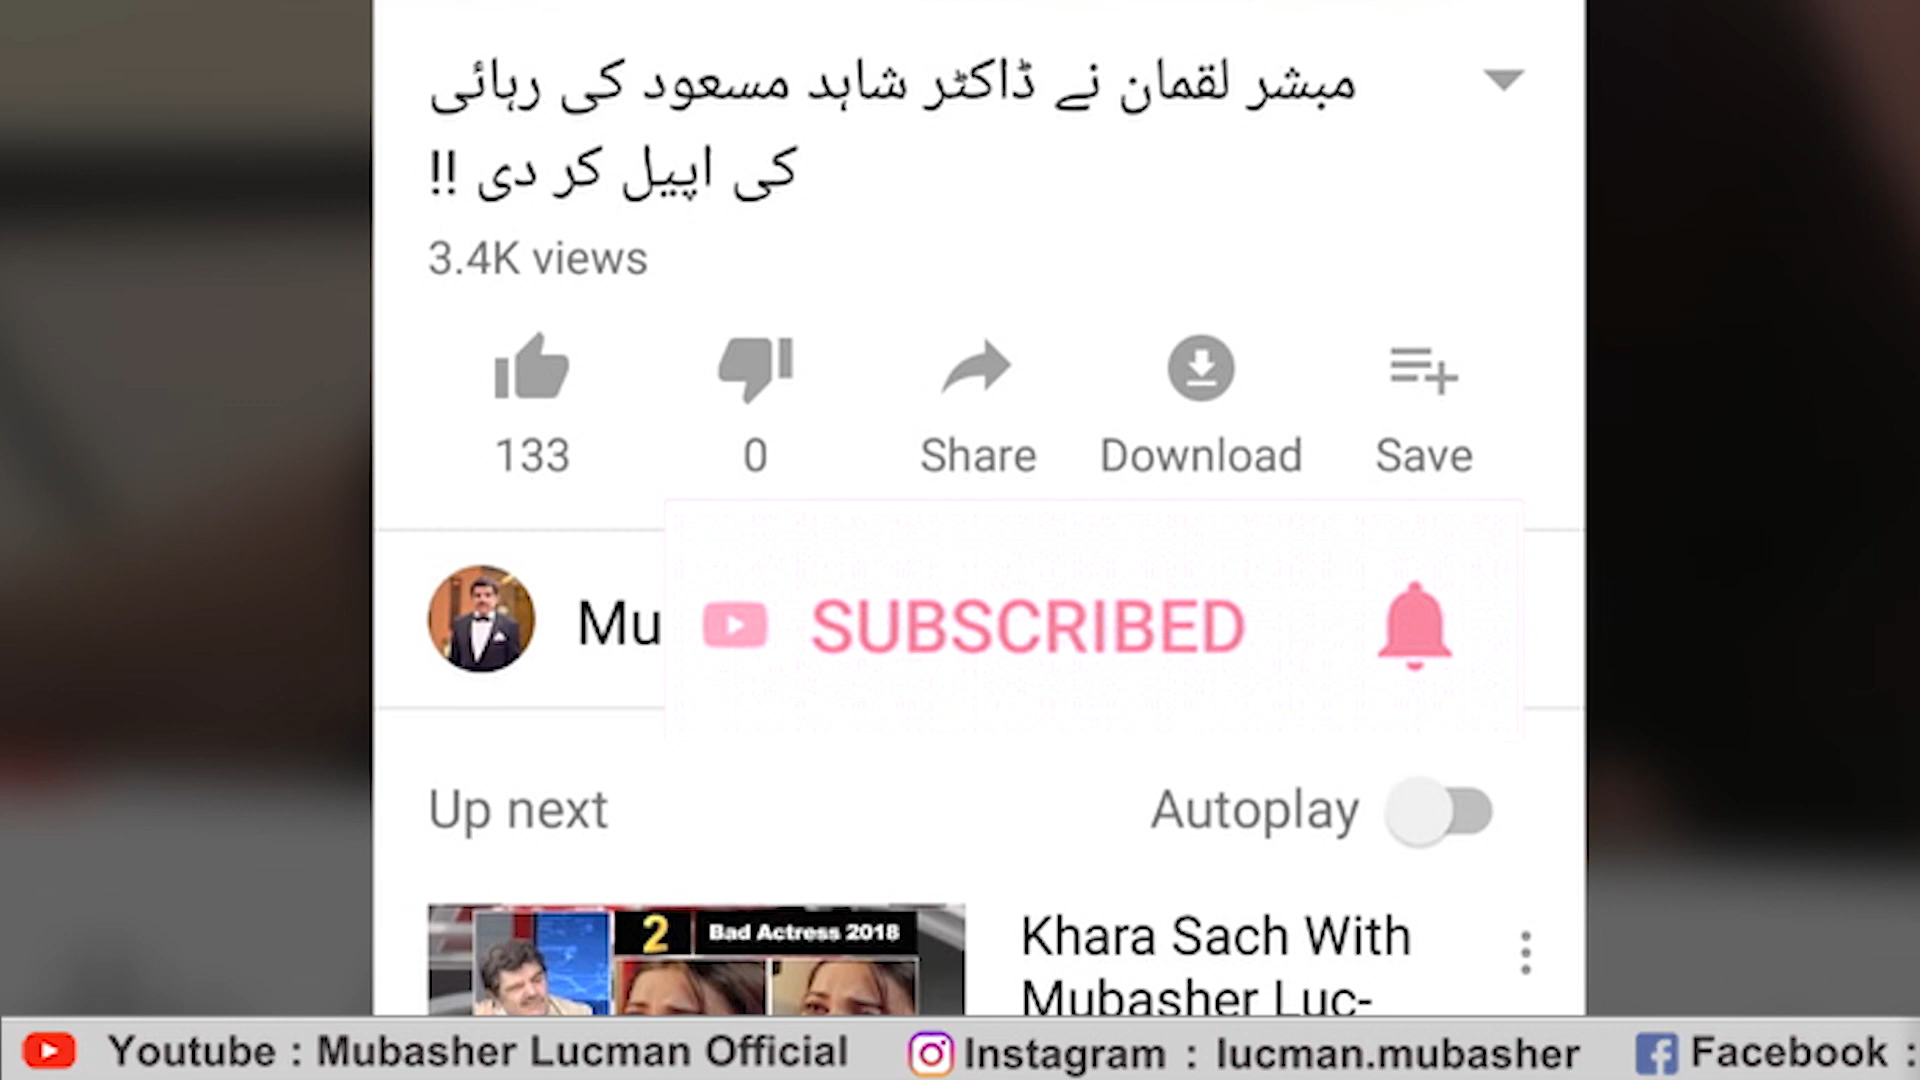 مبشر لقمان نے ڈاکٹر شاہد مسعود کی رہائی
کی اپیل کر دی !!
3.4K views
133
0
Share
Download
Save
Mu
SUBSCRIBED
Up next
Autoplay
2
Bad Actress 2018
Khara Sach With
Mubasher Luc-
Youtube : Mubasher Lucman Official
Instagram : lucman.mubasher
Facebook :